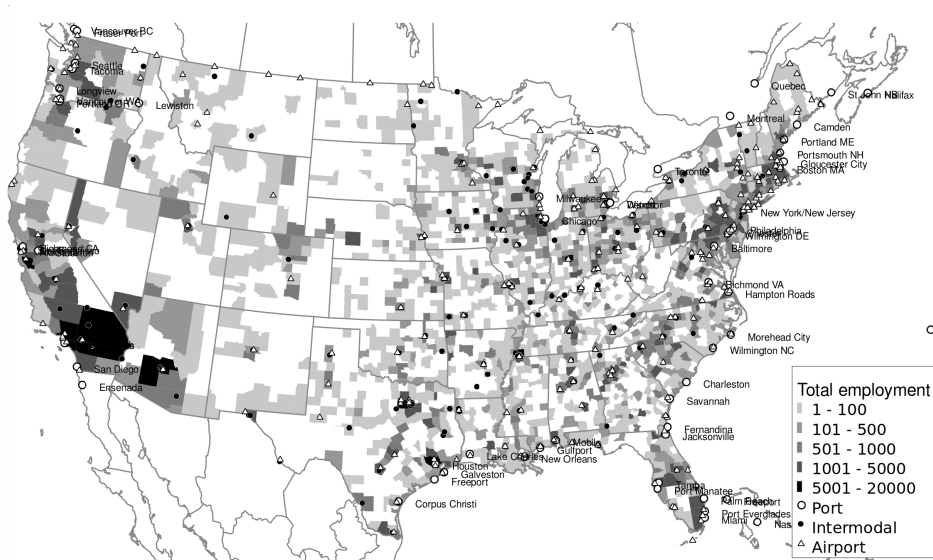 Vancouver BC
Fraser Port
Seattle
Tacoma
Longview
Vancouver WA
Lewiston
Quebec
St John NB
Halifax
Montreal
Camden
Portland ME
Portsmouth NH
Gloucester City
Boston MA
Toronto
Milwaukee
Chicago
New York/New Jersey
Philadelphia
Wilmington DE
Baltimore
Richmond CA
Richmond VA
Hampton Roads
Morehead City
Wilmington NC
San Diego
Ensenada
Charleston
Savannah
Fernandina
Jacksonville
Mobile
Gulfport
New Orleans
Lake Charles
Houston
Galveston
Freeport
Corpus Christi
Tampa
Port Manatee
Palm Beach
Freeport
Port Everglades
Miami
Nas
Total employment
1 - 100
101 - 500
501 - 1000
1001 - 5000
5001 - 20000
Port
Intermodal
Airport